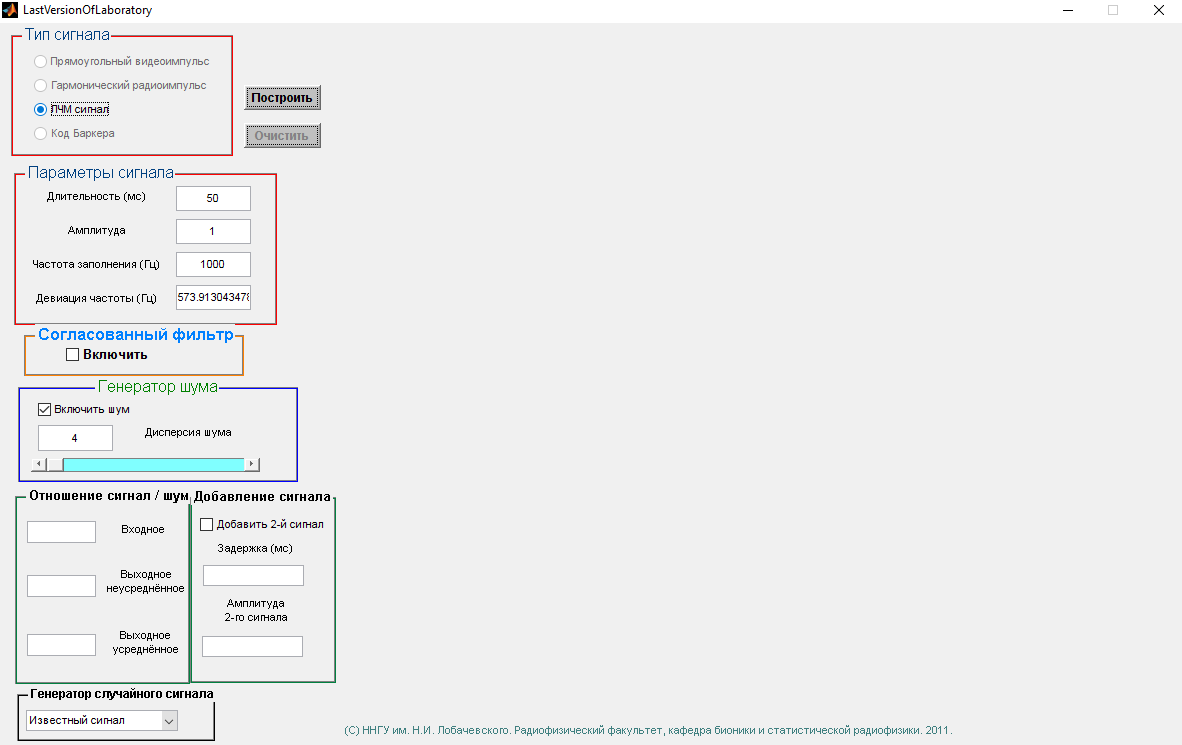 LastVersionOfLaboratory
Тип сигнала
Прямоугольный видеоимпульс
Гармонический радиоимпульс
ЛЧМ сигнал
Код Баркера
Построить
Очистить
Параметры сигнала
Длительность (мс)
50
Амплитуда
1
Частота заполнения (Гц)
1000
Девиация частоты (Гц)
573.913043478
Согласованный фильтр
Включить
Генератор шума
Включить шум
4
Дисперсия шума
Отношение сигнал / шум
Входное
Выходное
неусреднённое
Выходное
усреднённое
Добавление сигнала
Добавить 2-й сигнал
Задержка (мс)
Амплитуда
2-го сигнала
Генератор случайного сигнала
Известный сигнал
(С) ННГУ им. Н.И. Лобачевского. Радиофизический факультет, кафедра бионики и статистической радиофизики. 2011.